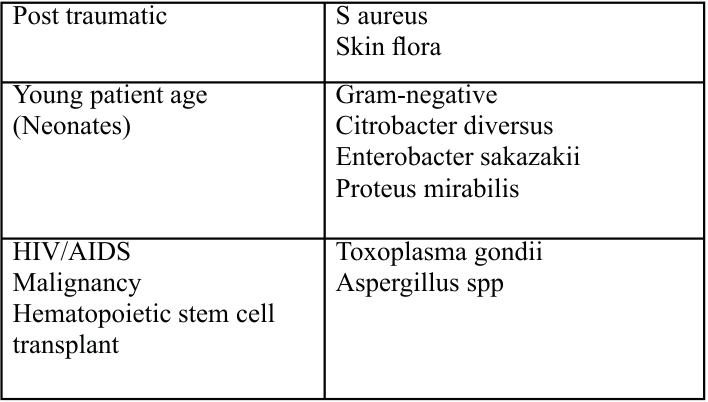 Post traumatic
S aureus
Skin flora
Young patient age
(Neonates)
Gram-negative
Citrobacter diversus
Enterobacter sakazakii
Proteus mirabilis
HIV/AIDS
Malignancy
Hematopoietic stem cell
transplant
Toxoplasma gondii
Aspergillus spp